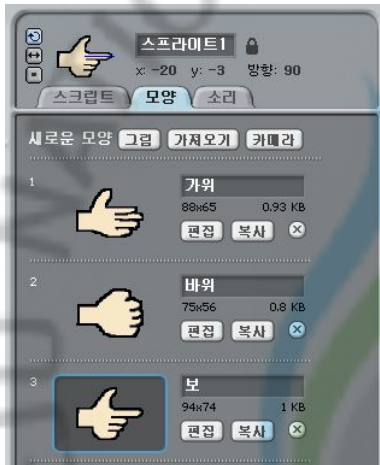 스프라이트1
x: -20 y: -3 방향: 90
스크립트 모양 소리
새로운 모양 그림 가져오기 카메라
1
가위
88x65 0.93 KB
편집 복사
2
바위
75x56 0.8 KB
편집 복사
3
보
94x74 1 KB
편집 복사